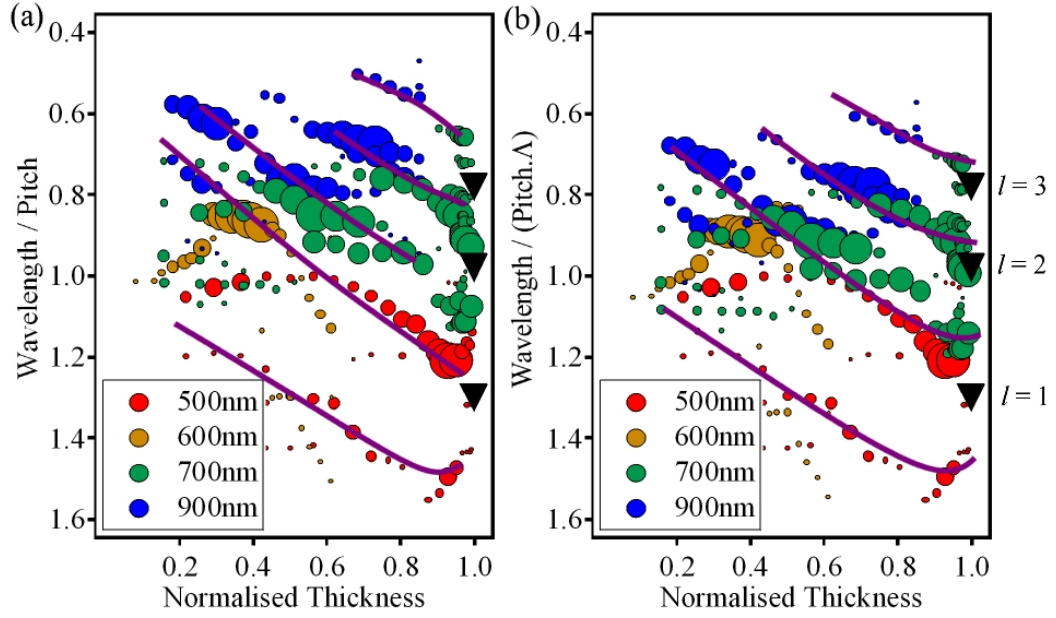 (a)
(b)
0.4
0.6
0.8
1.0
1.2
1.4
1.6
Wavelength / Pitch
500nm
600nm
700nm
900nm
0.2 0.4 0.6 0.8 1.0
Normalised Thickness
0.4
0.6
0.8
1.0
1.2
1.4
1.6
Wavelength / (Pitch.Λ)
500nm
600nm
700nm
900nm
0.2 0.4 0.6 0.8 1.0
Normalised Thickness
l = 3
l = 2
l = 1